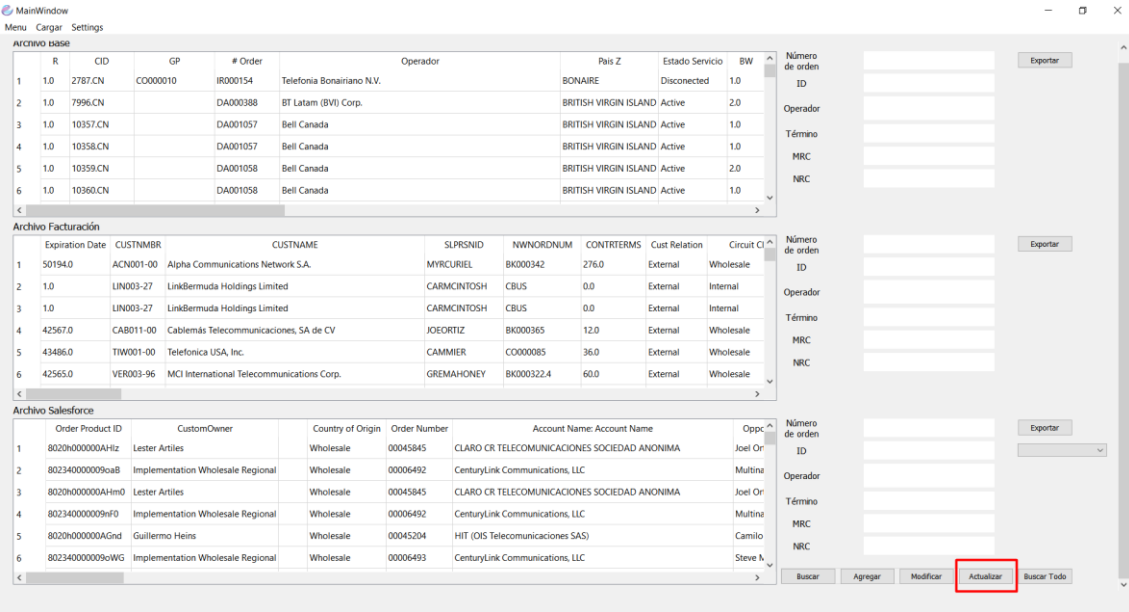 MainWindow
Menu Cargar Settings
Archivo Base
R CID GP # Order Operador Pais Z Estado Servicio BW
1 1.0 2787.CN CO000010 IR000154 Telefonia Bonairiano N.V. BONAIRE Disconected 1.0
2 1.0 7996.CN DA000388 BT Latam (BVI) Corp. BRITISH VIRGIN ISLAND Active 2.0
3 1.0 10357.CN DA001057 Bell Canada BRITISH VIRGIN ISLAND Active 1.0
4 1.0 10358.CN DA001057 Bell Canada BRITISH VIRGIN ISLAND Active 1.0
5 1.0 10359.CN DA001058 Bell Canada BRITISH VIRGIN ISLAND Active 2.0
6 1.0 10360.CN DA001058 Bell Canada BRITISH VIRGIN ISLAND Active 1.0
Número
de orden
Exportar
ID
Operador
Término
MRC
NRC
Archivo Facturación
Expiration Date CUSTNMBR CUSTNAME SLPRSNID NWNORDNUM CONTRTERMS Cust Relation Circuit Cl
1 50194.0 ACN001-00 Alpha Communications Network S.A. MYRCURIEL BK000342 276.0 External Wholesale
2 1.0 LIN003-27 LinkBermuda Holdings Limited CARMCINTOSH CBUS 0.0 External Internal
3 1.0 LIN003-27 LinkBermuda Holdings Limited CARMCINTOSH CBUS 0.0 External Internal
4 42567.0 CAB011-00 Cablemás Telecommunicaciones, SA de CV JOEORTIZ BK000365 12.0 External Wholesale
5 43486.0 TIW001-00 Telefonica USA, Inc. CAMMIER CO000085 36.0 External Wholesale
6 42565.0 VER003-96 MCI International Telecommunications Corp. GREMAHONEY BK000322.4 60.0 External Wholesale
Número
de orden
Exportar
ID
Operador
Término
MRC
NRC
Archivo Salesforce
Order Product ID CustomOwner Country of Origin Order Number Account Name: Account Name Oppo
1 8020h000000AHIz Lester Artiles Wholesale 00045845 CLARO CR TELECOMUNICACIONES SOCIEDAD ANONIMA Joel Or
2 802340000009oaB Implementation Wholesale Regional Wholesale 00006492 CenturyLink Communications, LLC Multina
3 8020h000000AHm0 Lester Artiles Wholesale 00045845 CLARO CR TELECOMUNICACIONES SOCIEDAD ANONIMA Joel Or
4 802340000009nF0 Implementation Wholesale Regional Wholesale 00006492 CenturyLink Communications, LLC Multina
5 8020h000000AGnd Guillermo Heins Wholesale 00045204 HIT (OIS Telecomunicaciones SAS) Camilo
6 802340000009oWG Implementation Wholesale Regional Wholesale 00006493 CenturyLink Communications, LLC Steve M
Número
de orden
Exportar
ID
Operador
Término
MRC
NRC
Buscar Agregar Modificar Actualizar Buscar Todo